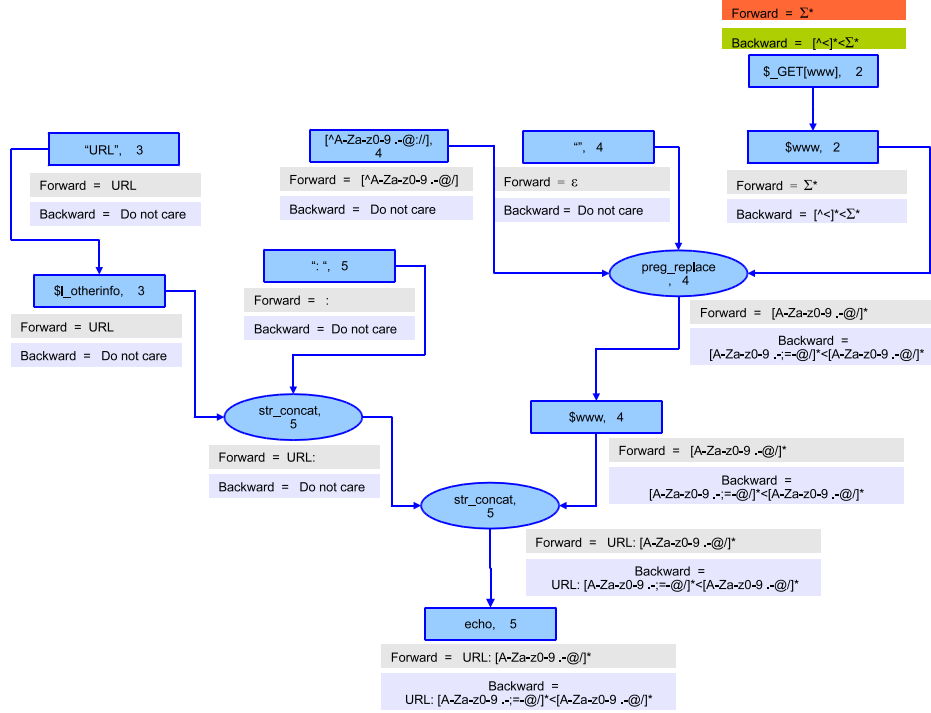 Forward = Σ*
Backward = [^<]*<Σ*
$_GET[www], 2
“URL”, 3
[^A-Za-z0-9 .-@://],
4
“”, 4
$www, 2
Forward = URL
Backward = Do not care
Forward = [^A-Za-z0-9 .-@/]
Backward = Do not care
Forward = ε
Backward = Do not care
Forward = Σ*
Backward = [^<]*<Σ*
$l_otherinfo, 3
“: “, 5
preg_replace
, 4
Forward = URL
Backward = Do not care
Forward = :
Backward = Do not care
Forward = [A-Za-z0-9 .-@/]*
Backward =
[A-Za-z0-9 .-;=-@/]*<[A-Za-z0-9 .-@/]*
str_concat,
5
$www, 4
Forward = URL:
Backward = Do not care
Forward = [A-Za-z0-9 .-@/]*
Backward =
[A-Za-z0-9 .-;=-@/]*<[A-Za-z0-9 .-@/]*
str_concat,
5
Forward = URL: [A-Za-z0-9 .-@/]*
Backward =
URL: [A-Za-z0-9 .-;=-@/]*<[A-Za-z0-9 .-@/]*
echo, 5
Forward = URL: [A-Za-z0-9 .-@/]*
Backward =
URL: [A-Za-z0-9 .-;=-@/]*<[A-Za-z0-9 .-@/]*